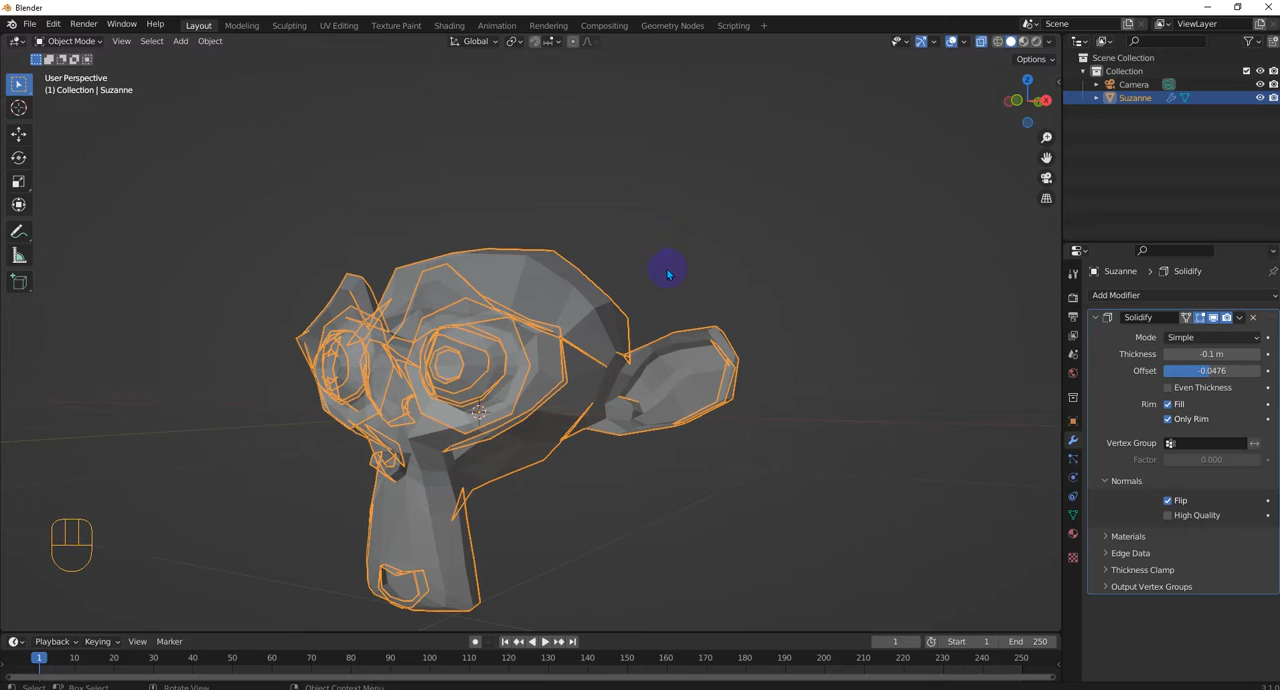 Blender
File Edit Render Window Help Layout Modeling Sculpting UV Editing Texture Paint Shading Animation Rendering Compositing Geometry Nodes Scripting + Scene ViewLayer
Object Mode View Select Add Object Global
Options
User Perspective
(1) Collection | Suzanne
X
Scene Collection
Collection
Camera
Suzanne
Suzanne > Solidify
Add Modifier
Solidify
Mode Simple
Thickness -0.1 m
Offset -0.0476
Even Thickness
Rim Fill
Only Rim
Vertex Group
Factor 0.000
Normals
Flip
High Quality
Materials
Edge Data
Thickness Clamp
Output Vertex Groups
Playback Keying View Marker 1 Start 1 End 250
1 10 20 30 40 50 60 70 80 90 100 110 120 130 140 150 160 170 180 190 200 210 220 230 240 250
Select Box Select Rotate View Object Context Menu